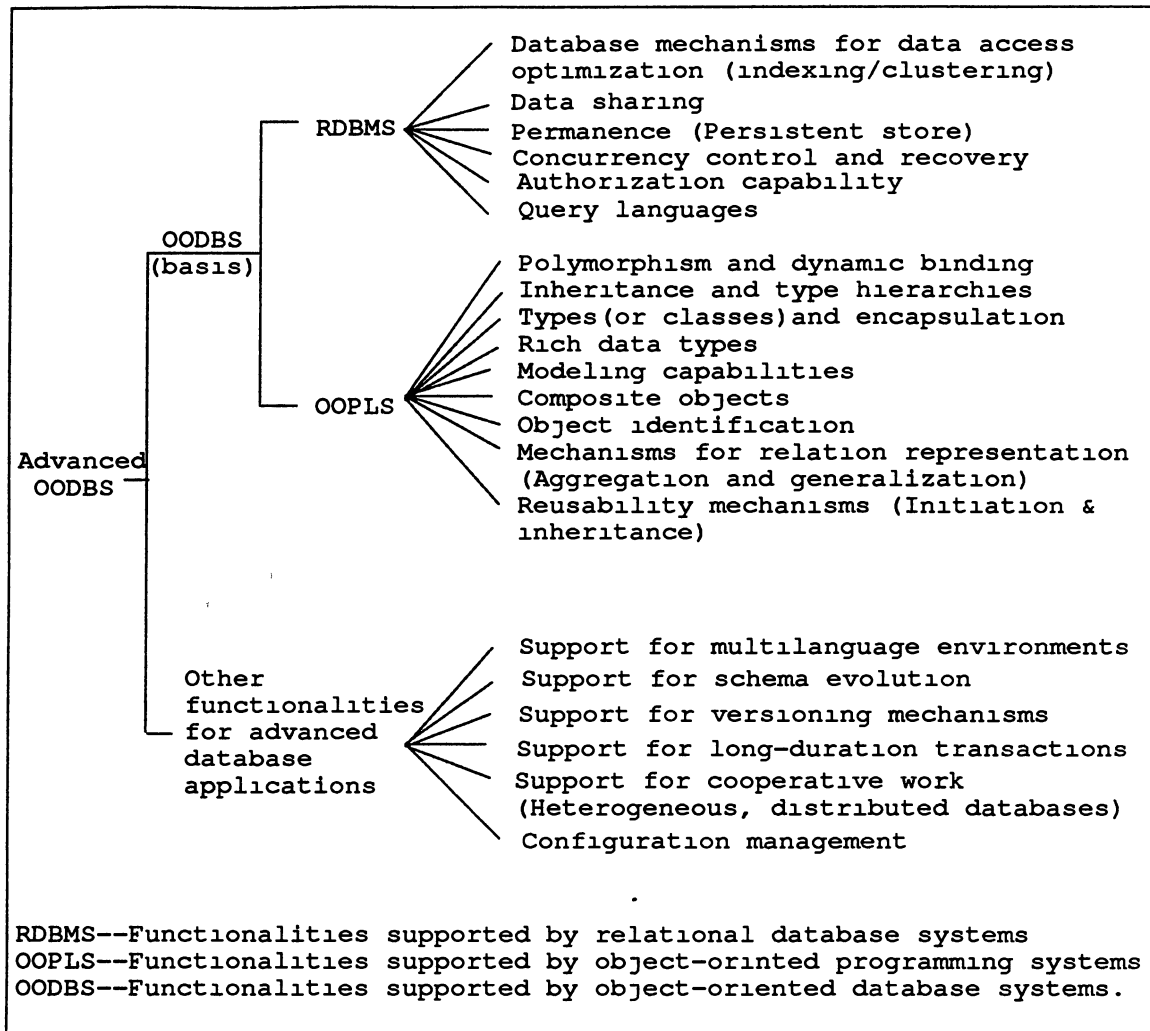 Database mechanisms for data access
optimization (indexing/clustering)
Data sharing
RDBMS
Permanence (Persistent store)
Concurrency control and recovery
Authorization capability
Query languages
OODBS
(basis)
Polymorphism and dynamic binding
Inheritance and type hierarchies
Types(or classes)and encapsulation
Rich data types
Modeling capabilities
OOPLS
Composite objects
Object identification
Mechanisms for relation representation
(Aggregation and generalization)
Reusability mechanisms (Initiation &
inheritance)
Advanced
OODBS
Other
functionalities
for advanced
database
applications
Support for multilanguage environments
Support for schema evolution
Support for versioning mechanisms
Support for long-duration transactions
Support for cooperative work
(Heterogeneous, distributed databases)
Configuration management
RDBMS--Functionalities supported by relational database systems
OOPLS--Functionalities supported by object-orinted programming systems
OODBS--Functionalities supported by object-oriented database systems.